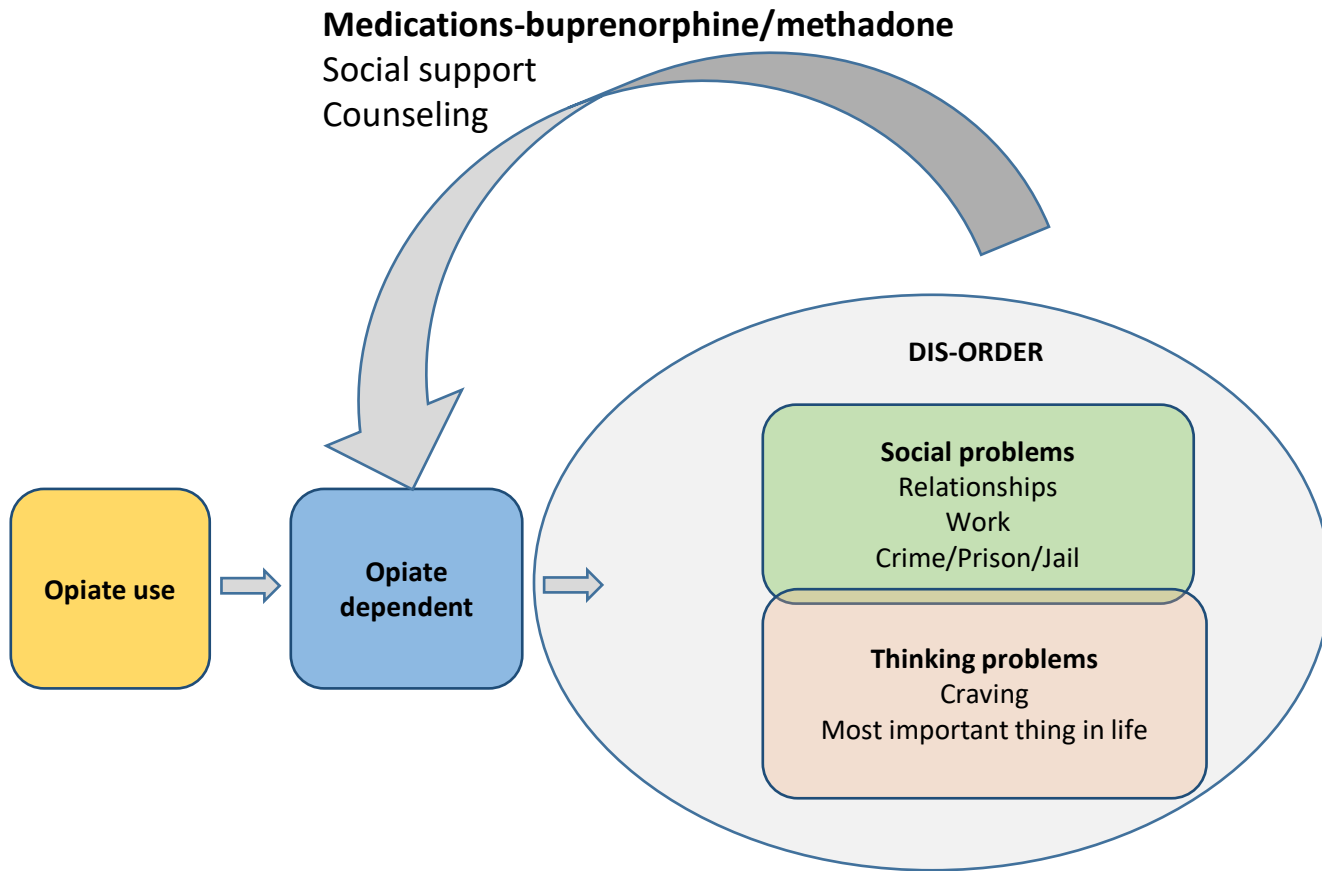 Medications-buprenorphine/methadone
Social support
Counseling
DIS-ORDER
Social problems
Relationships
Work
Crime/Prison/Jail
Opiate use
Opiate
dependent
Thinking problems
Craving
Most important thing in life